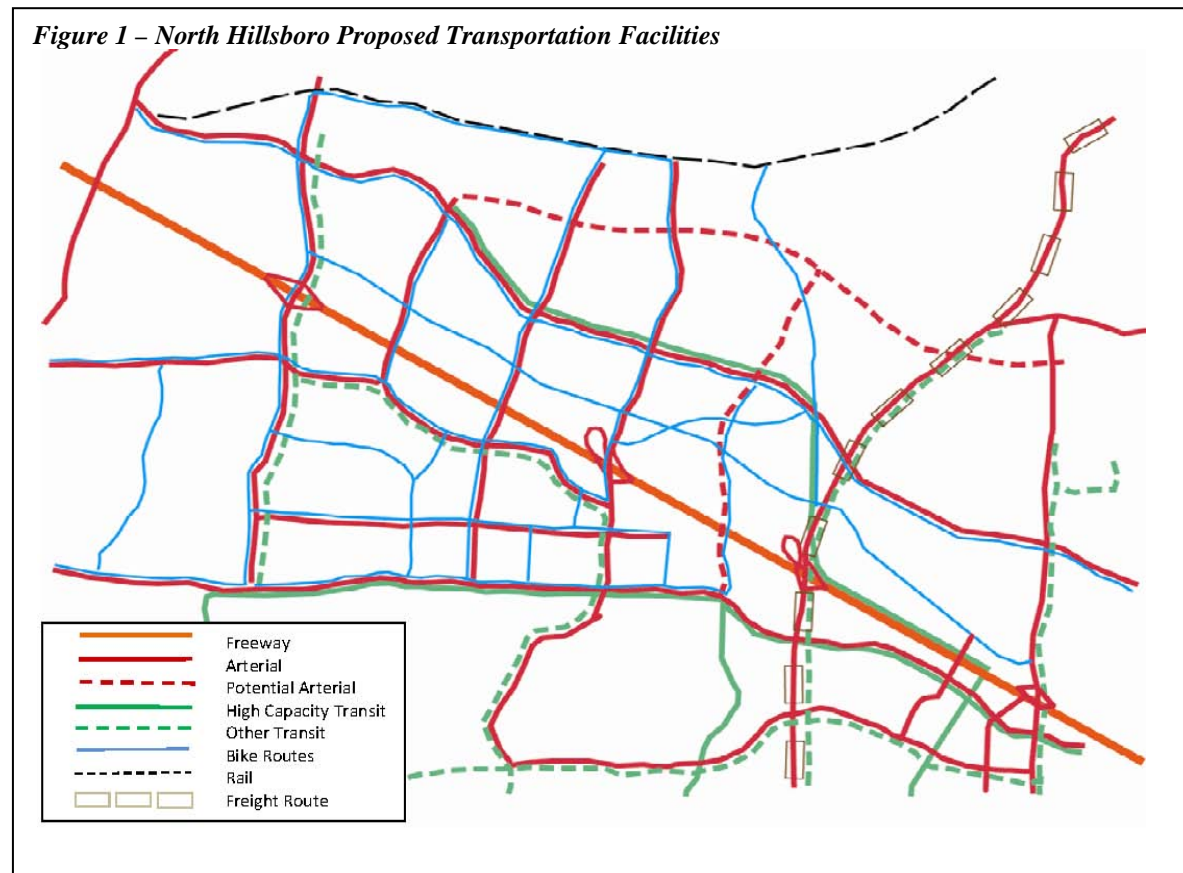 Figure 1 – North Hillsboro Proposed Transportation Facilities
Freeway
Arterial
Potential Arterial
High Capacity Transit
Other Transit
Bike Routes
Rail
Freight Route